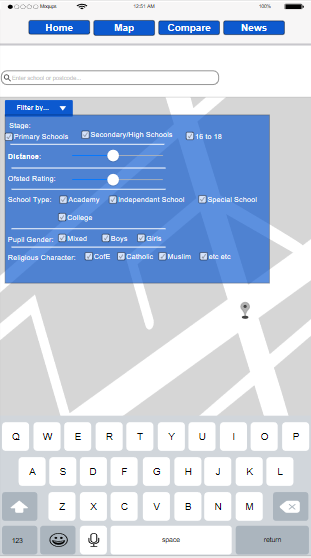 Moqups 12:51 AM 100%
Home Map Compare News
Enter school or postcode...
Filter by...
Stage:
Primary Schools Secondary/High Schools 16 to 18
Distance:
Ofsted Rating:
School Type: Academy Independant School Special School
College
Pupil Gender: Mixed Boys Girls
Religious Character: CofE Catholic Muslim etc etc
Q W E R T Y U I O P
A S D F G H J K L
Z X C V B N M
123 space return